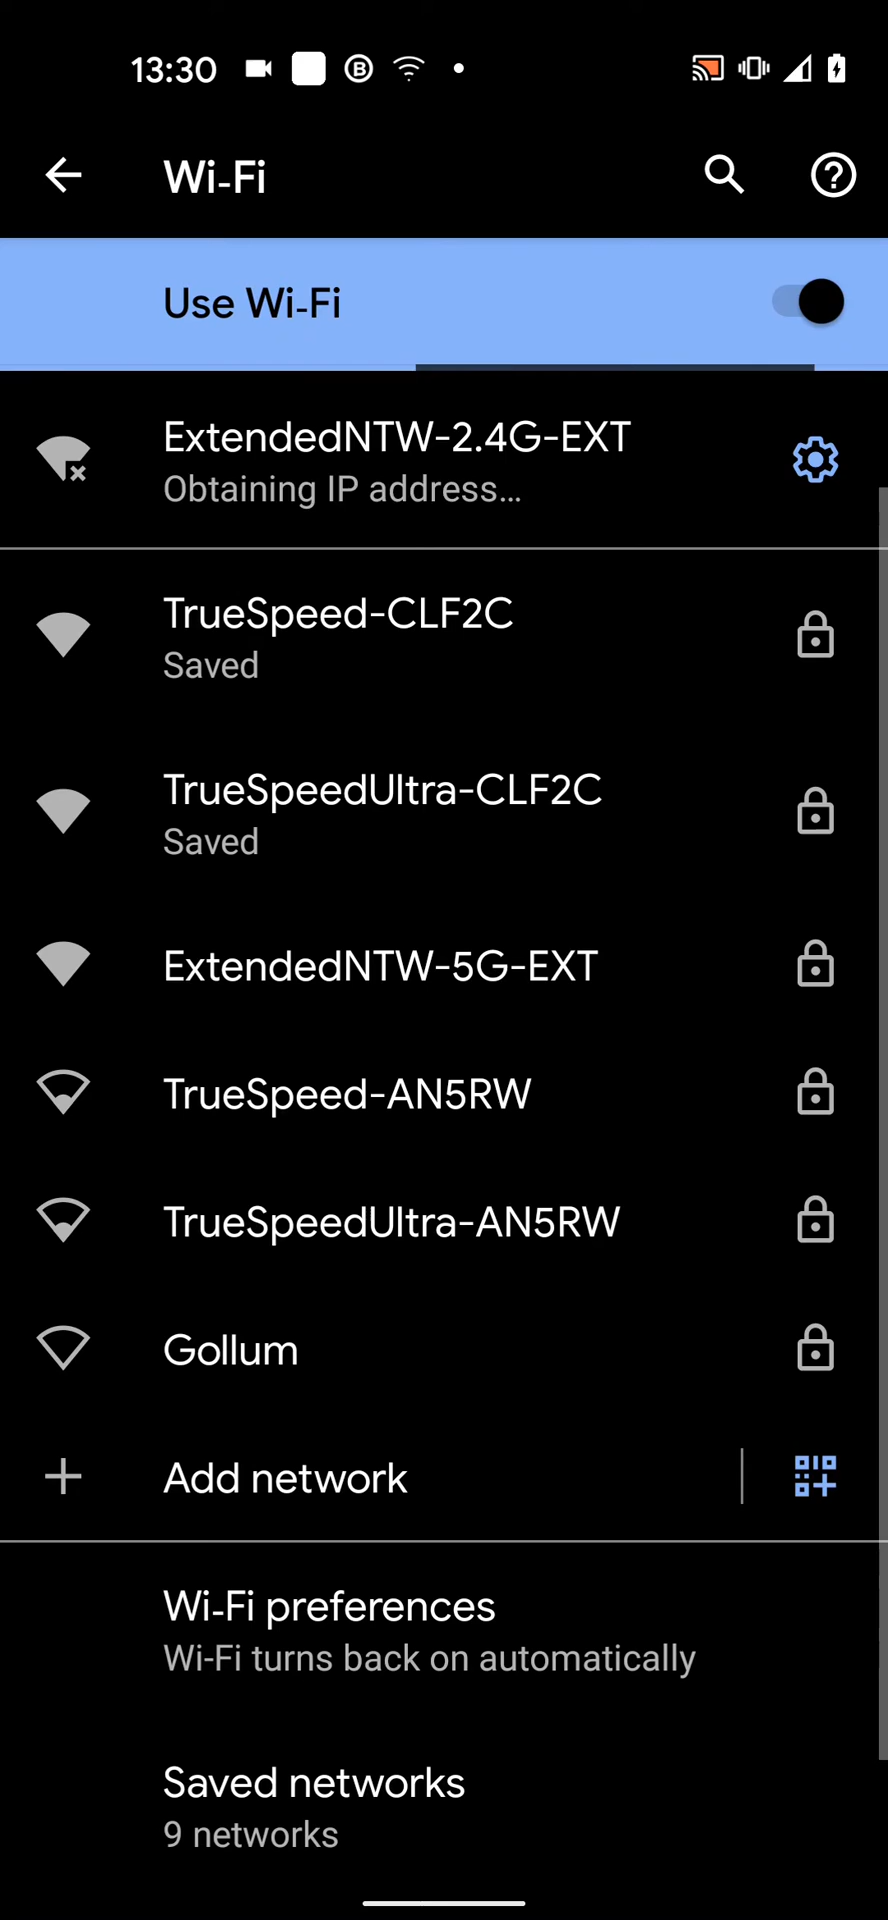 13:30
Wi-Fi
Use Wi-Fi
ExtendedNTW-2.4G-EXT
Obtaining IP address…
TrueSpeed-CLF2C
Saved
TrueSpeedUltra-CLF2C
Saved
ExtendedNTW-5G-EXT
TrueSpeed-AN5RW
TrueSpeedUltra-AN5RW
Gollum
Add network
Wi-Fi preferences
Wi-Fi turns back on automatically
Saved networks
9 networks